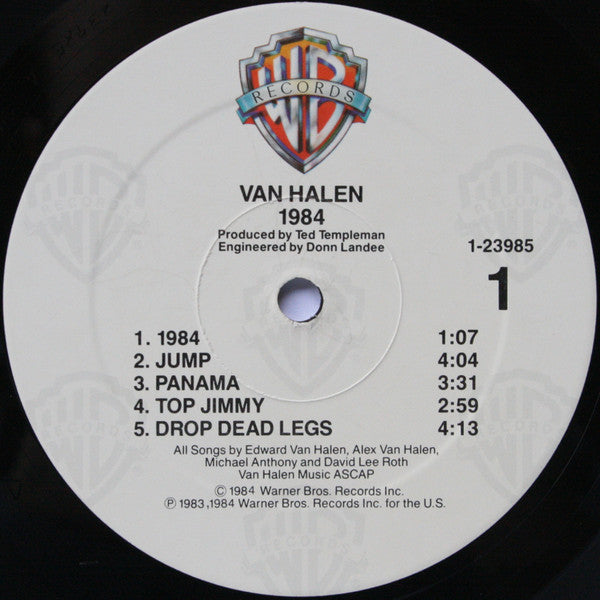 WB
RECORDS
VAN HALEN
1984
Produced by Ted Templeman
Engineered by Donn Landee
1-23985
1
1. 1984 1:07
2. JUMP 4:04
3. PANAMA 3:31
4. TOP JIMMY 2:59
5. DROP DEAD LEGS 4:13
All Songs by Edward Van Halen, Alex Van Halen,
Michael Anthony and David Lee Roth
Van Halen Music ASCAP
© 1984 Warner Bros. Records Inc.
℗ 1983,1984 Warner Bros. Records Inc. for the U.S.